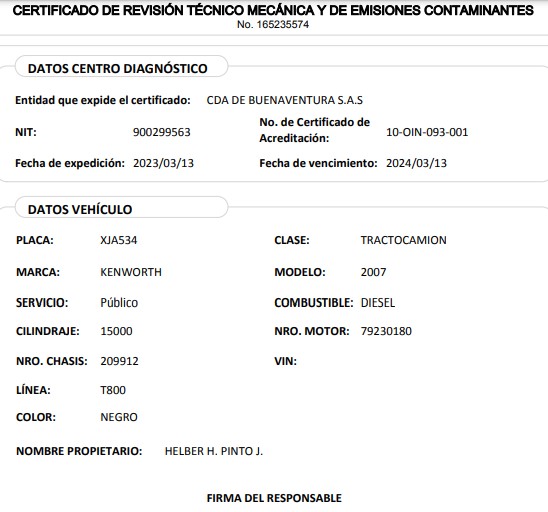 CERTIFICADO DE REVISIÓN TÉCNICO MECÁNICA Y DE EMISIONES CONTAMINANTES
No. 165235574
DATOS CENTRO DIAGNÓSTICO
Entidad que expide el certificado: CDA DE BUENAVENTURA S.A.S
NIT: 900299563 No. de Certificado de Acreditación: 10-OIN-093-001
Fecha de expedición: 2023/03/13 Fecha de vencimiento: 2024/03/13
DATOS VEHÍCULO
PLACA: XJA534 CLASE: TRACTOCAMION
MARCA: KENWORTH MODELO: 2007
SERVICIO: Público COMBUSTIBLE: DIESEL
CILINDRAJE: 15000 NRO. MOTOR: 79230180
NRO. CHASIS: 209912 VIN:
LÍNEA: T800
COLOR: NEGRO
NOMBRE PROPIETARIO: HELBER H. PINTO J.
FIRMA DEL RESPONSABLE